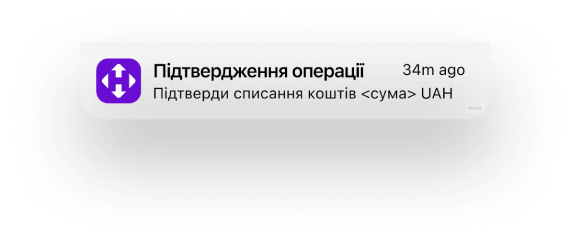 Підтвердження операції 34m ago
Підтверди списання коштів <сума> UAH